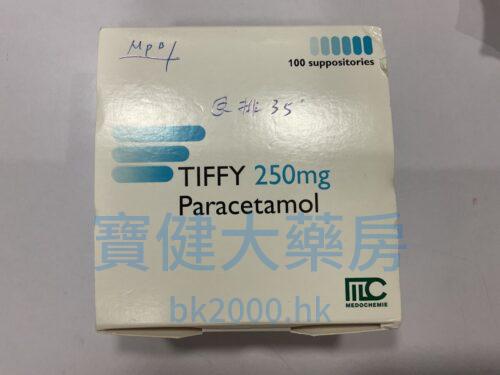 100 suppositories
TIFFY 250mg
Paracetamol
寶健大藥房
MEDOCHEMIE
bk2000.hk